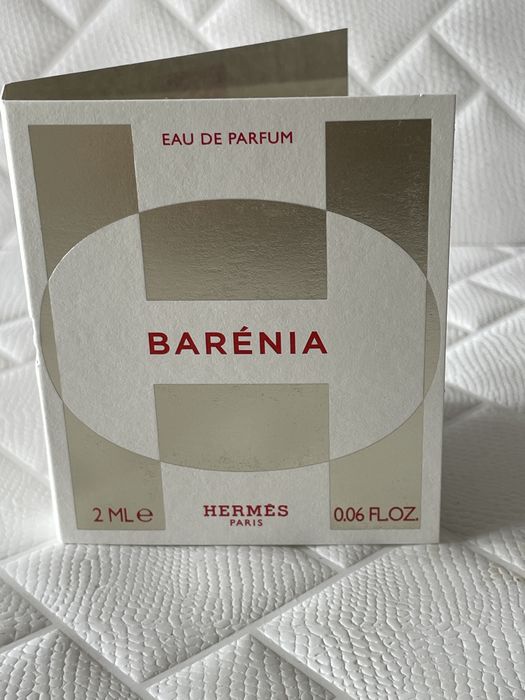 EAU DE PARFUM
BARÉNIA
2 ML ℮
HERMÈS
PARIS
0.06 FL.OZ.